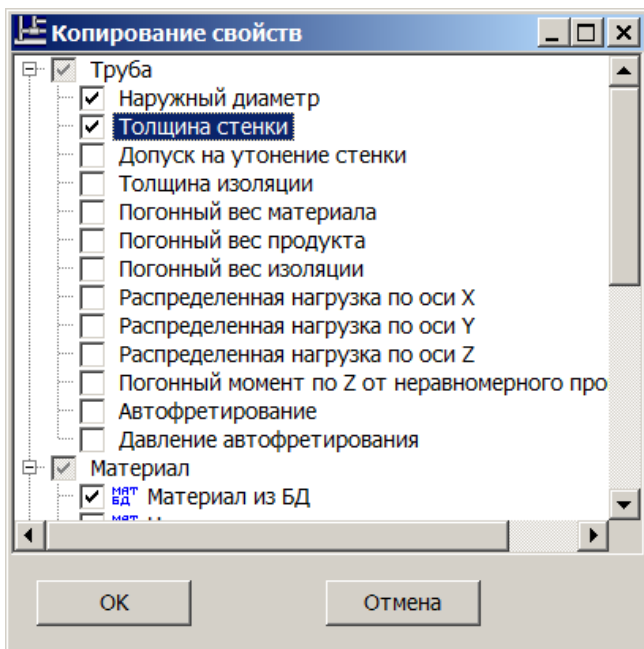 Копирование свойств
Труба
Наружный диаметр
Толщина стенки
Допуск на утонение стенки
Толщина изоляции
Погонный вес материала
Погонный вес продукта
Погонный вес изоляции
Распределенная нагрузка по оси X
Распределенная нагрузка по оси Y
Распределенная нагрузка по оси Z
Погонный момент по Z от неравномерного про
Автофретирование
Давление автофретирования
Материал
МАТ БД Материал из БД
МАТ
OK Отмена